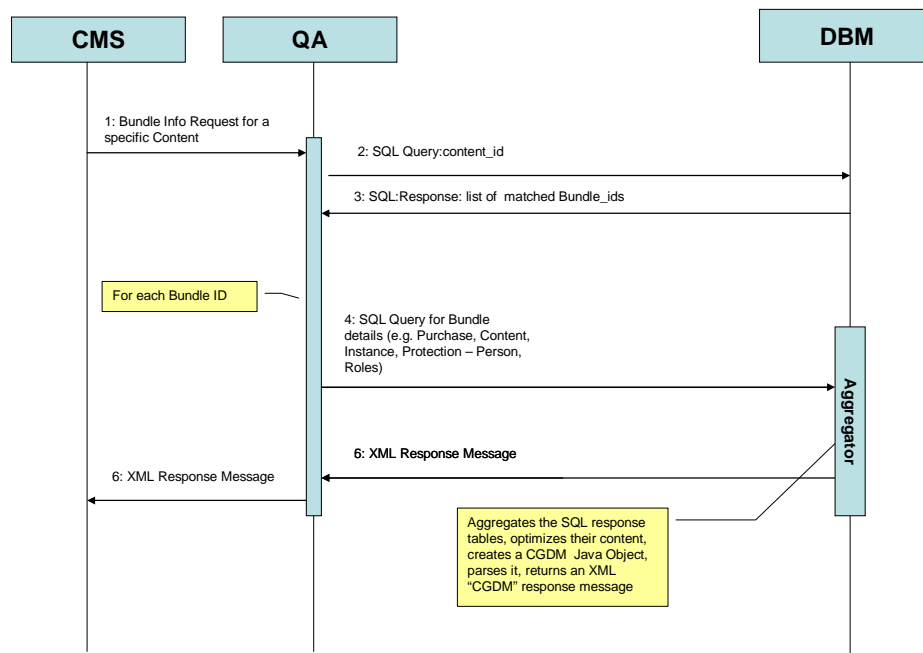 CMS
QA
DBM
1: Bundle Info Request for a
specific Content
2: SQL Query:content_id
3: SQL:Response: list of matched Bundle_ids
For each Bundle ID
4: SQL Query for Bundle
details (e.g. Purchase, Content,
Instance, Protection – Person,
Roles)
Aggregator
6: XML Response Message
6: XML Response Message
Aggregates the SQL response
tables, optimizes their content,
creates a CGDM Java Object,
parses it, returns an XML
“CGDM” response message